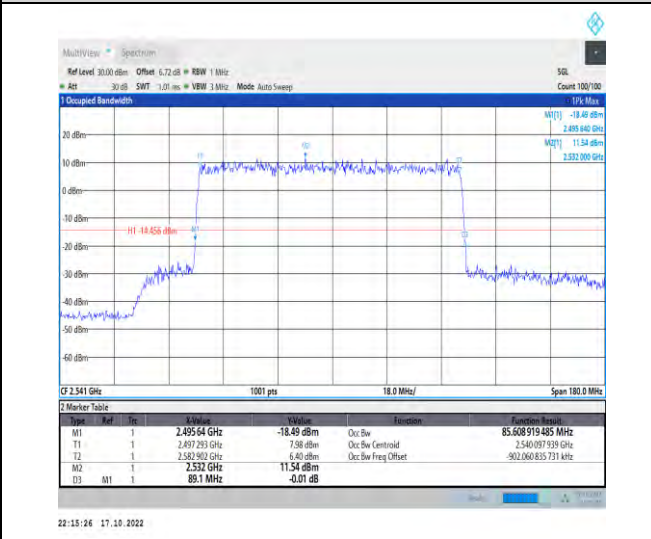 MultiView Spectrum
Ref Level 30.00 dBm Offset 6.72 dB RBW 1 MHz SGL
Att 30 dB SWT 1.01 ms VBW 3 MHz Mode Auto Sweep Count 100/100
1 Occupied Bandwidth 1Pk Max
M1[1] -18.49 dBm
2.495 640 GHz
20 dBm
M2[1] 11.54 dBm
2.532 000 GHz
M2
T1
10 dBm
0 dBm
-10 dBm
H1 -14.456 dBm
M1
-20 dBm
-30 dBm
-40 dBm
-50 dBm
-60 dBm
CF 2.541 GHz 1001 pts 18.0 MHz/ Span 180.0 MHz
2 Marker Table
Type Ref Trc X-Value Y-Value Function Function Result
M1 1 2.495 64 GHz -18.49 dBm Occ Bw 85.608 919 485 MHz
T1 1 2.497 293 GHz 7.98 dBm Occ Bw Centroid 2.540 097 939 GHz
T2 1 2.582 902 GHz 6.40 dBm Occ Bw Freq Offset -902.060 835 731 kHz
M2 1 2.532 GHz 11.54 dBm
D3 M1 1 89.1 MHz -0.01 dB
22:15:26 17.10.2022